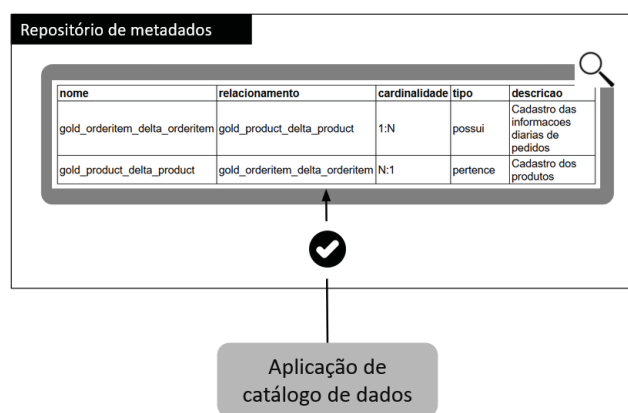 Repositório de metadados
nome relacionamento cardinalidade tipo descricao
gold_orderitem_delta_orderitem gold_product_delta_product 1:N possui Cadastro das
informacoes
diarias de
pedidos
gold_product_delta_product gold_orderitem_delta_orderitem N:1 pertence Cadastro dos
produtos
Aplicação de
catálogo de dados